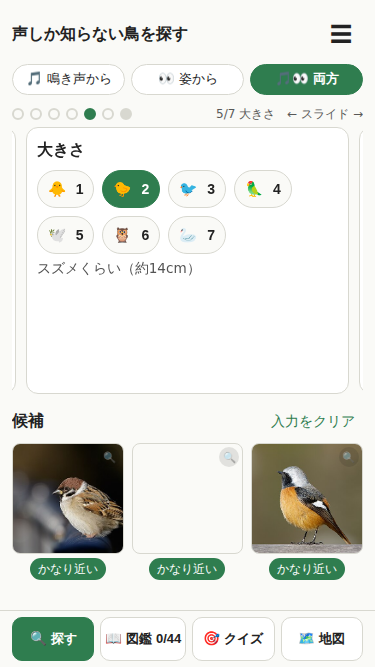 声しか知らない鳥を探す
🎵 鳴き声から
👀 姿から
🎵👀 両方
5/7 大きさ ← スライド →
大きさ
1
2
3
4
5
6
7
スズメくらい（約14cm）
候補
入力をクリア
かなり近い
かなり近い
かなり近い
🔍 探す
📖 図鑑 0/44
🎯 クイズ
🗺️ 地図